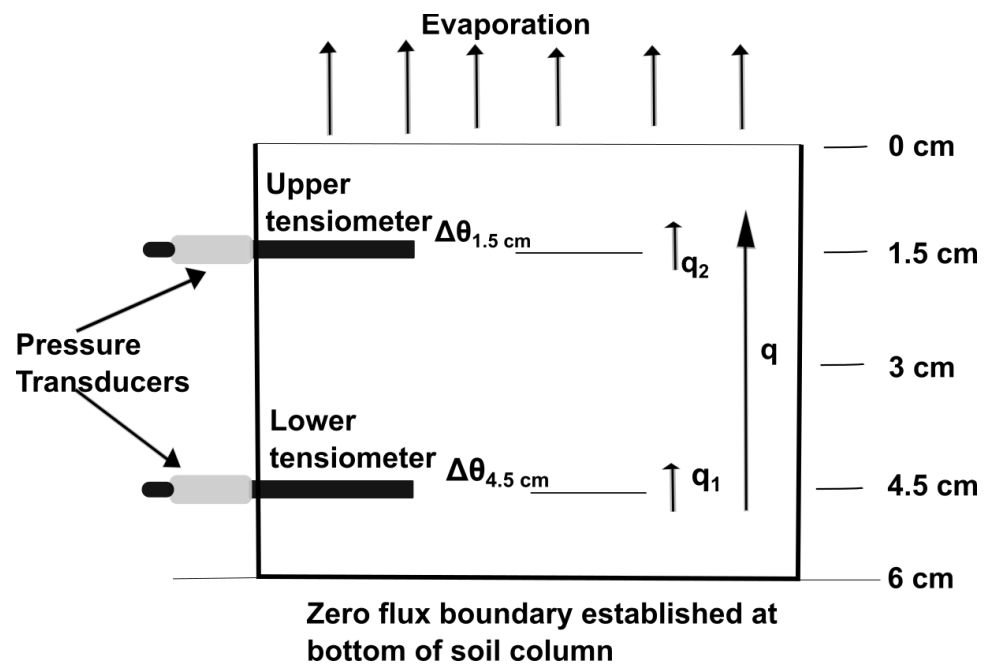 Evaporation
0 cm
Upper
tensiometer
Δθ1.5 cm
q2
1.5 cm
Pressure
Transducers
q
3 cm
Lower
tensiometer
Δθ4.5 cm
q1
4.5 cm
6 cm
Zero flux boundary established at
bottom of soil column